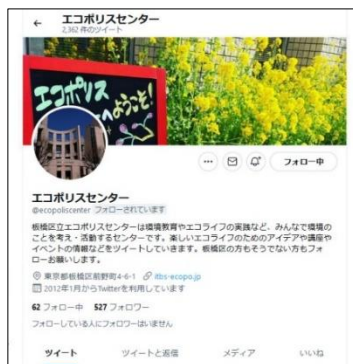 エコポリスセンター
2,362 件のツイート
エコポリス
へようこそ!
フォロー中
エコポリスセンター
@ecopoliscenter フォローされています
板橋区立エコポリスセンターは環境教育やエコライフの実践など、みんなで環境の
ことを考え・活動するセンターです。楽しいエコライフのためのアイデアや講座や
イベントの情報などをツイートしていきます。板橋区の方もそうでない方もフォ
ローお願いします。
東京都板橋区前野町4-6-1 itbs-ecopo.jp
2012年1月からTwitterを利用しています
62 フォロー中 527 フォロワー
フォローしている人にフォロワーはいません
ツイート ツイートと返信 メディア いいね